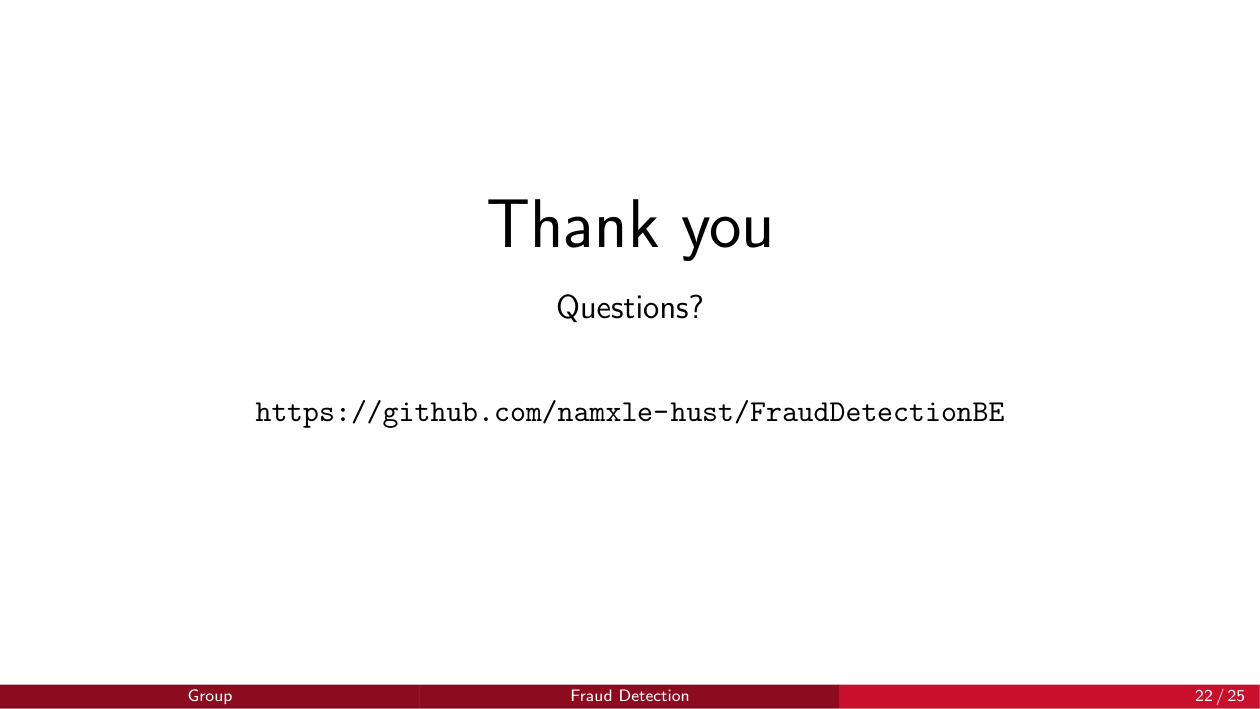 Thank you
Questions?
https://github.com/namxle-hust/FraudDetectionBE
Group
Fraud Detection
22 / 25